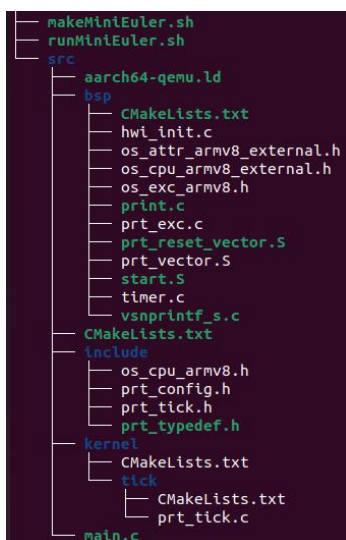 makeMiniEuler.sh
runMiniEuler.sh
src
aarch64-qemu.ld
bsp
CMakeLists.txt
hwi_init.c
os_attr_armv8_external.h
os_cpu_armv8_external.h
os_exc_armv8.h
print.c
prt_exc.c
prt_reset_vector.S
prt_vector.S
start.S
timer.c
vsnprintf_s.c
CMakeLists.txt
include
os_cpu_armv8.h
prt_config.h
prt_tick.h
prt_typedef.h
kernel
CMakeLists.txt
tick
CMakeLists.txt
prt_tick.c
main.c